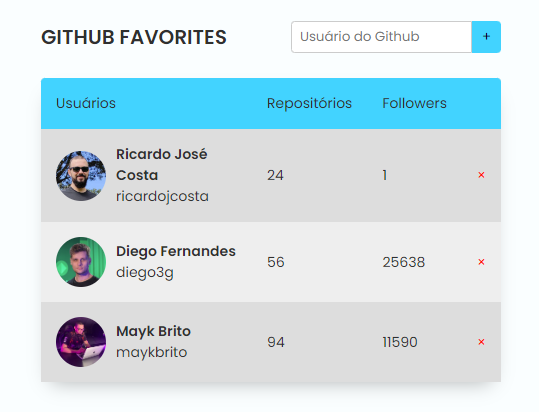 GITHUB FAVORITES
Usuário do Github +
Usuários Repositórios Followers
Ricardo José
Costa
ricardojcosta
24 1 ×
Diego Fernandes
diego3g
56 25638 ×
Mayk Brito
maykbrito
94 11590 ×